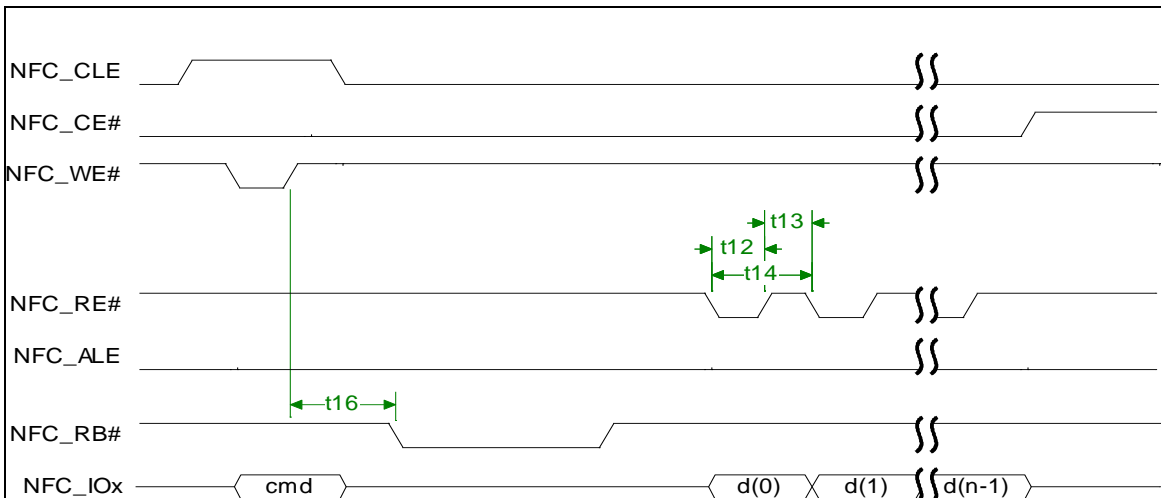 NFC_CLE
NFC_CE#
NFC_WE#
t13
t12
t14
NFC_RE#
NFC_ALE
t16
NFC_RB#
NFC_IOx cmd d(0) d(1) d(n-1)